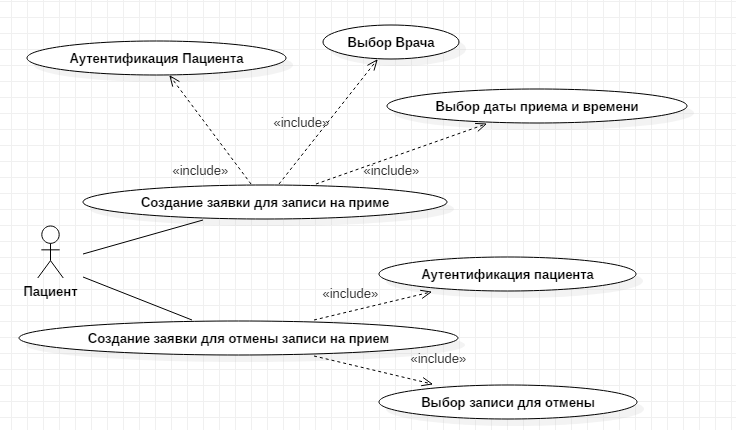 Выбор Врача
Аутентификация Пациента
Выбор даты приема и времени
«include»
«include»
«include»
Создание заявки для записи на приме
Пациент
Аутентификация пациента
«include»
Создание заявки для отмены записи на прием
«include»
Выбор записи для отмены